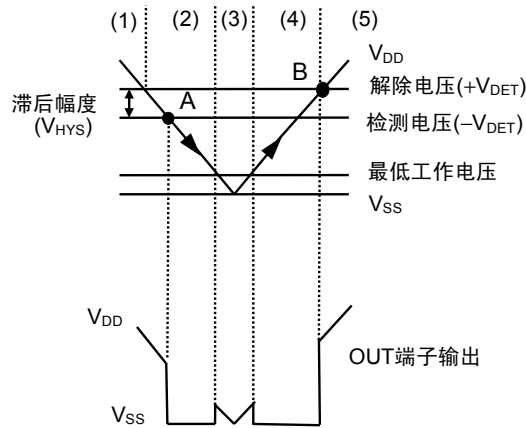 (1) (2) (3) (4) (5)
V_DD
B
解除电压(+V_DET)
滞后幅度
(V_HYS)
A
检测电压(−V_DET)
最低工作电压
V_SS
V_DD
OUT端子输出
V_SS